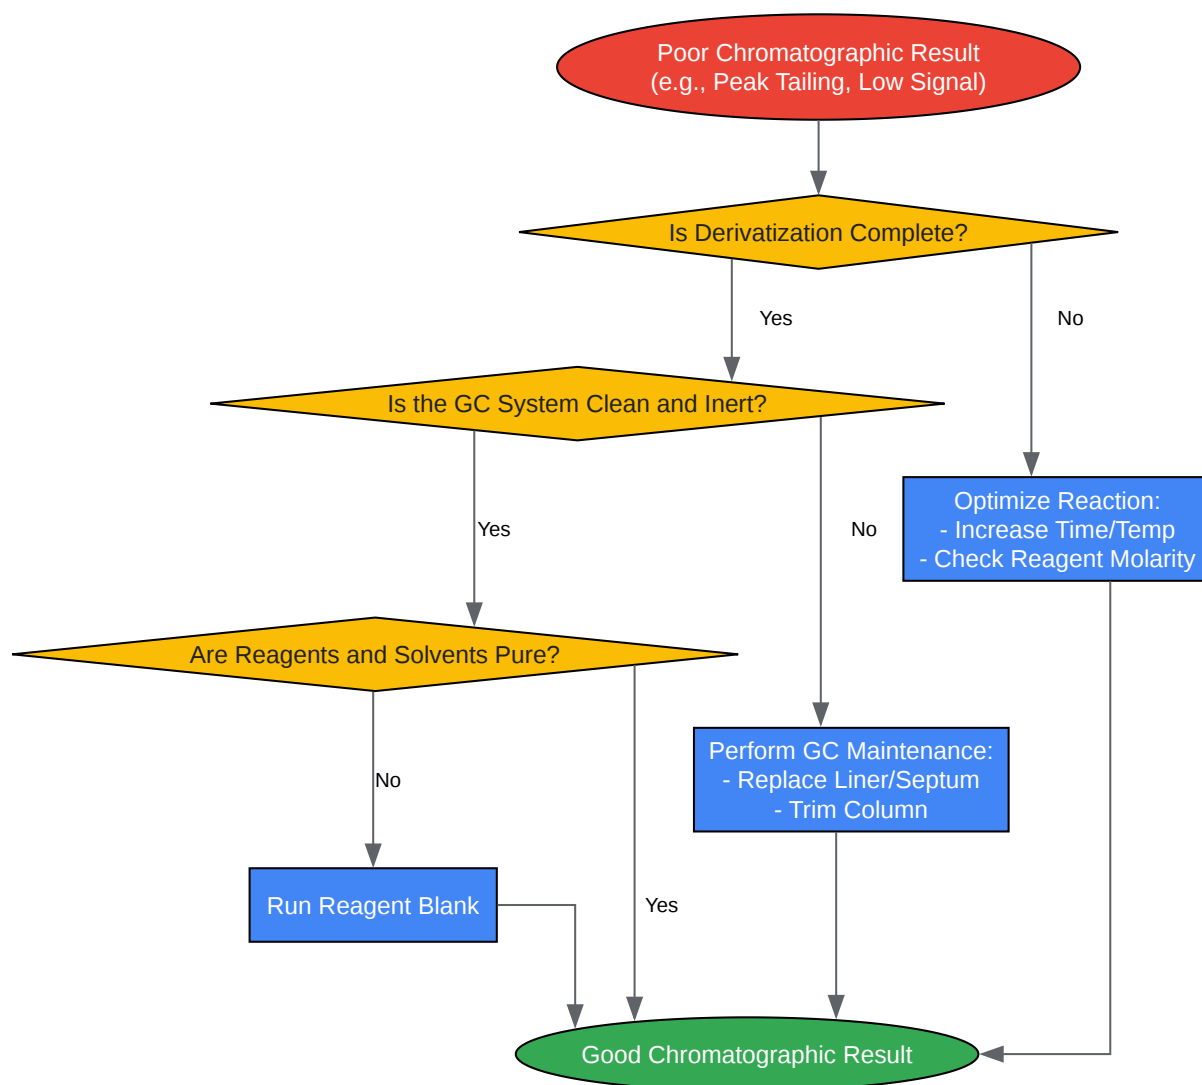 Poor Chromatographic Result
(e.g., Peak Tailing, Low Signal)
Is Derivatization Complete?
Yes
No
Is the GC System Clean and Inert?
Optimize Reaction:
- Increase Time/Temp
- Check Reagent Molarity
Yes
No
Are Reagents and Solvents Pure?
Perform GC Maintenance:
- Replace Liner/Septum
- Trim Column
No
Run Reagent Blank
Yes
Good Chromatographic Result